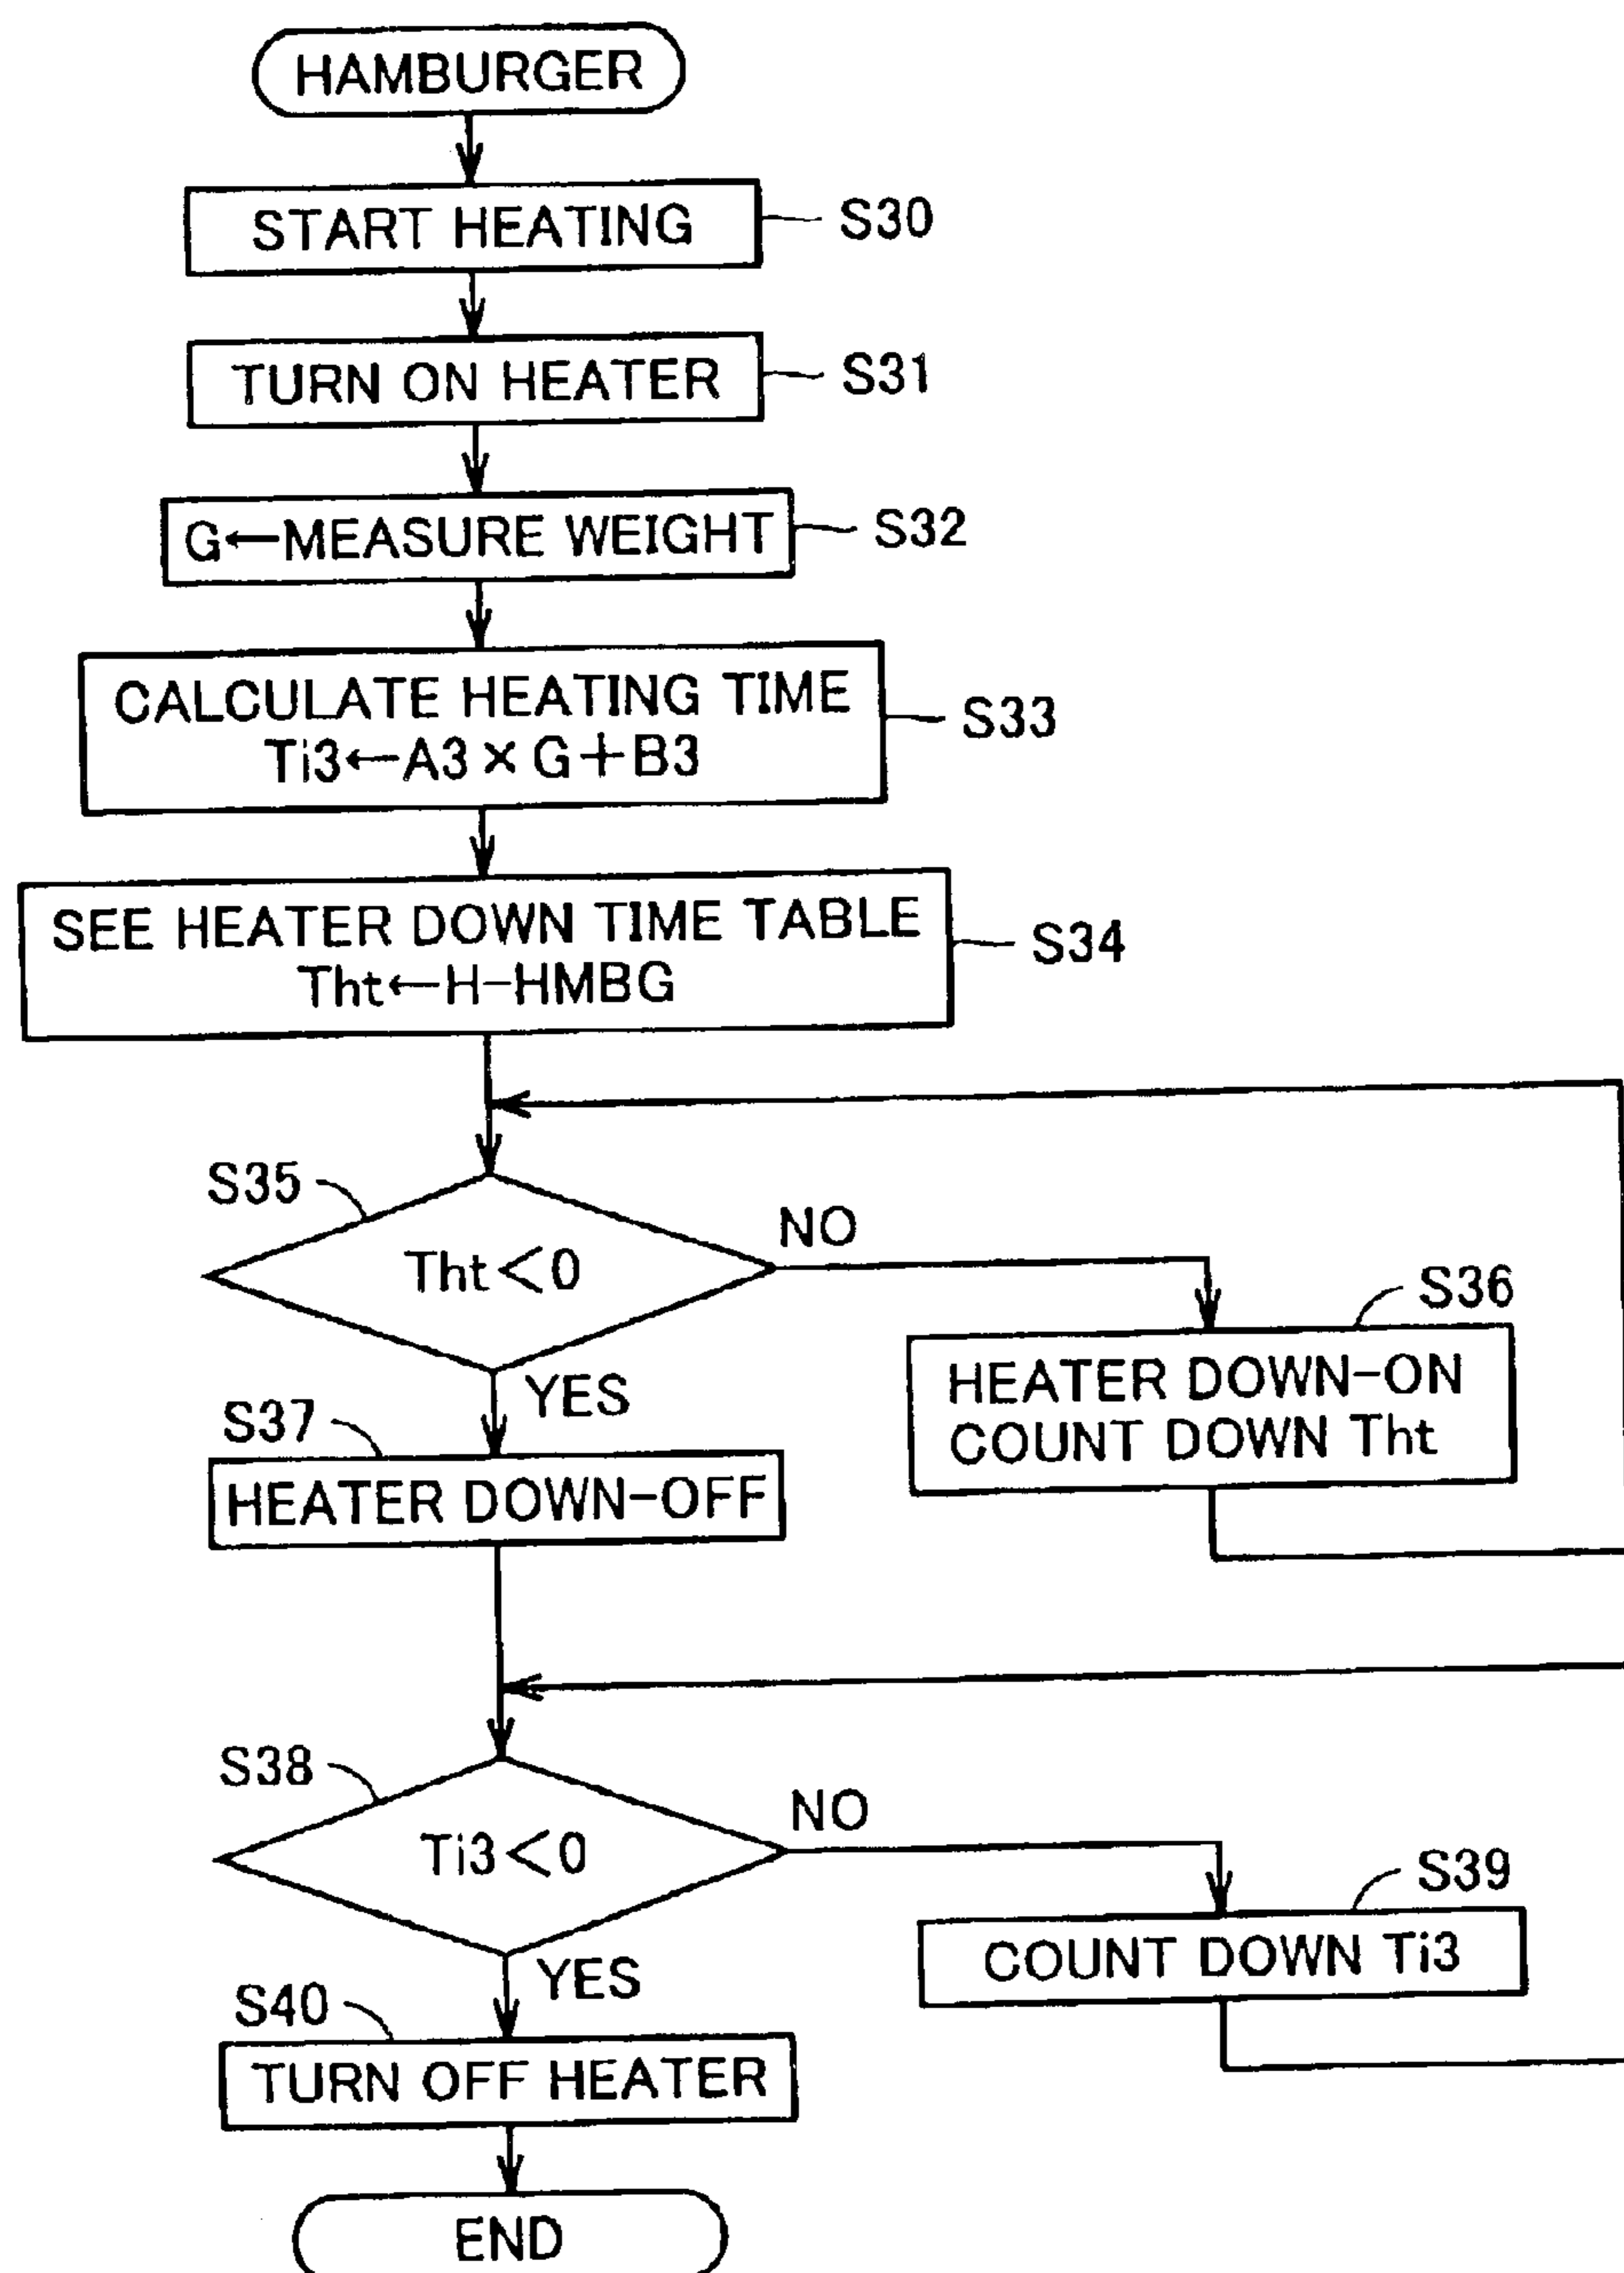 HAMBURGER
START HEATING
S30
TURN ON HEATER
S31
G←MEASURE WEIGHT
S32
CALCULATE HEATING TIME
Ti3←A3×G+B3
S33
SEE HEATER DOWN TIME TABLE
Tht←H-HMBG
S34
S35
Tht<0
NO
YES
S36
HEATER DOWN-ON
COUNT DOWN Tht
S37
HEATER DOWN-OFF
S38
Ti3<0
NO
YES
S39
COUNT DOWN Ti3
S40
TURN OFF HEATER
END